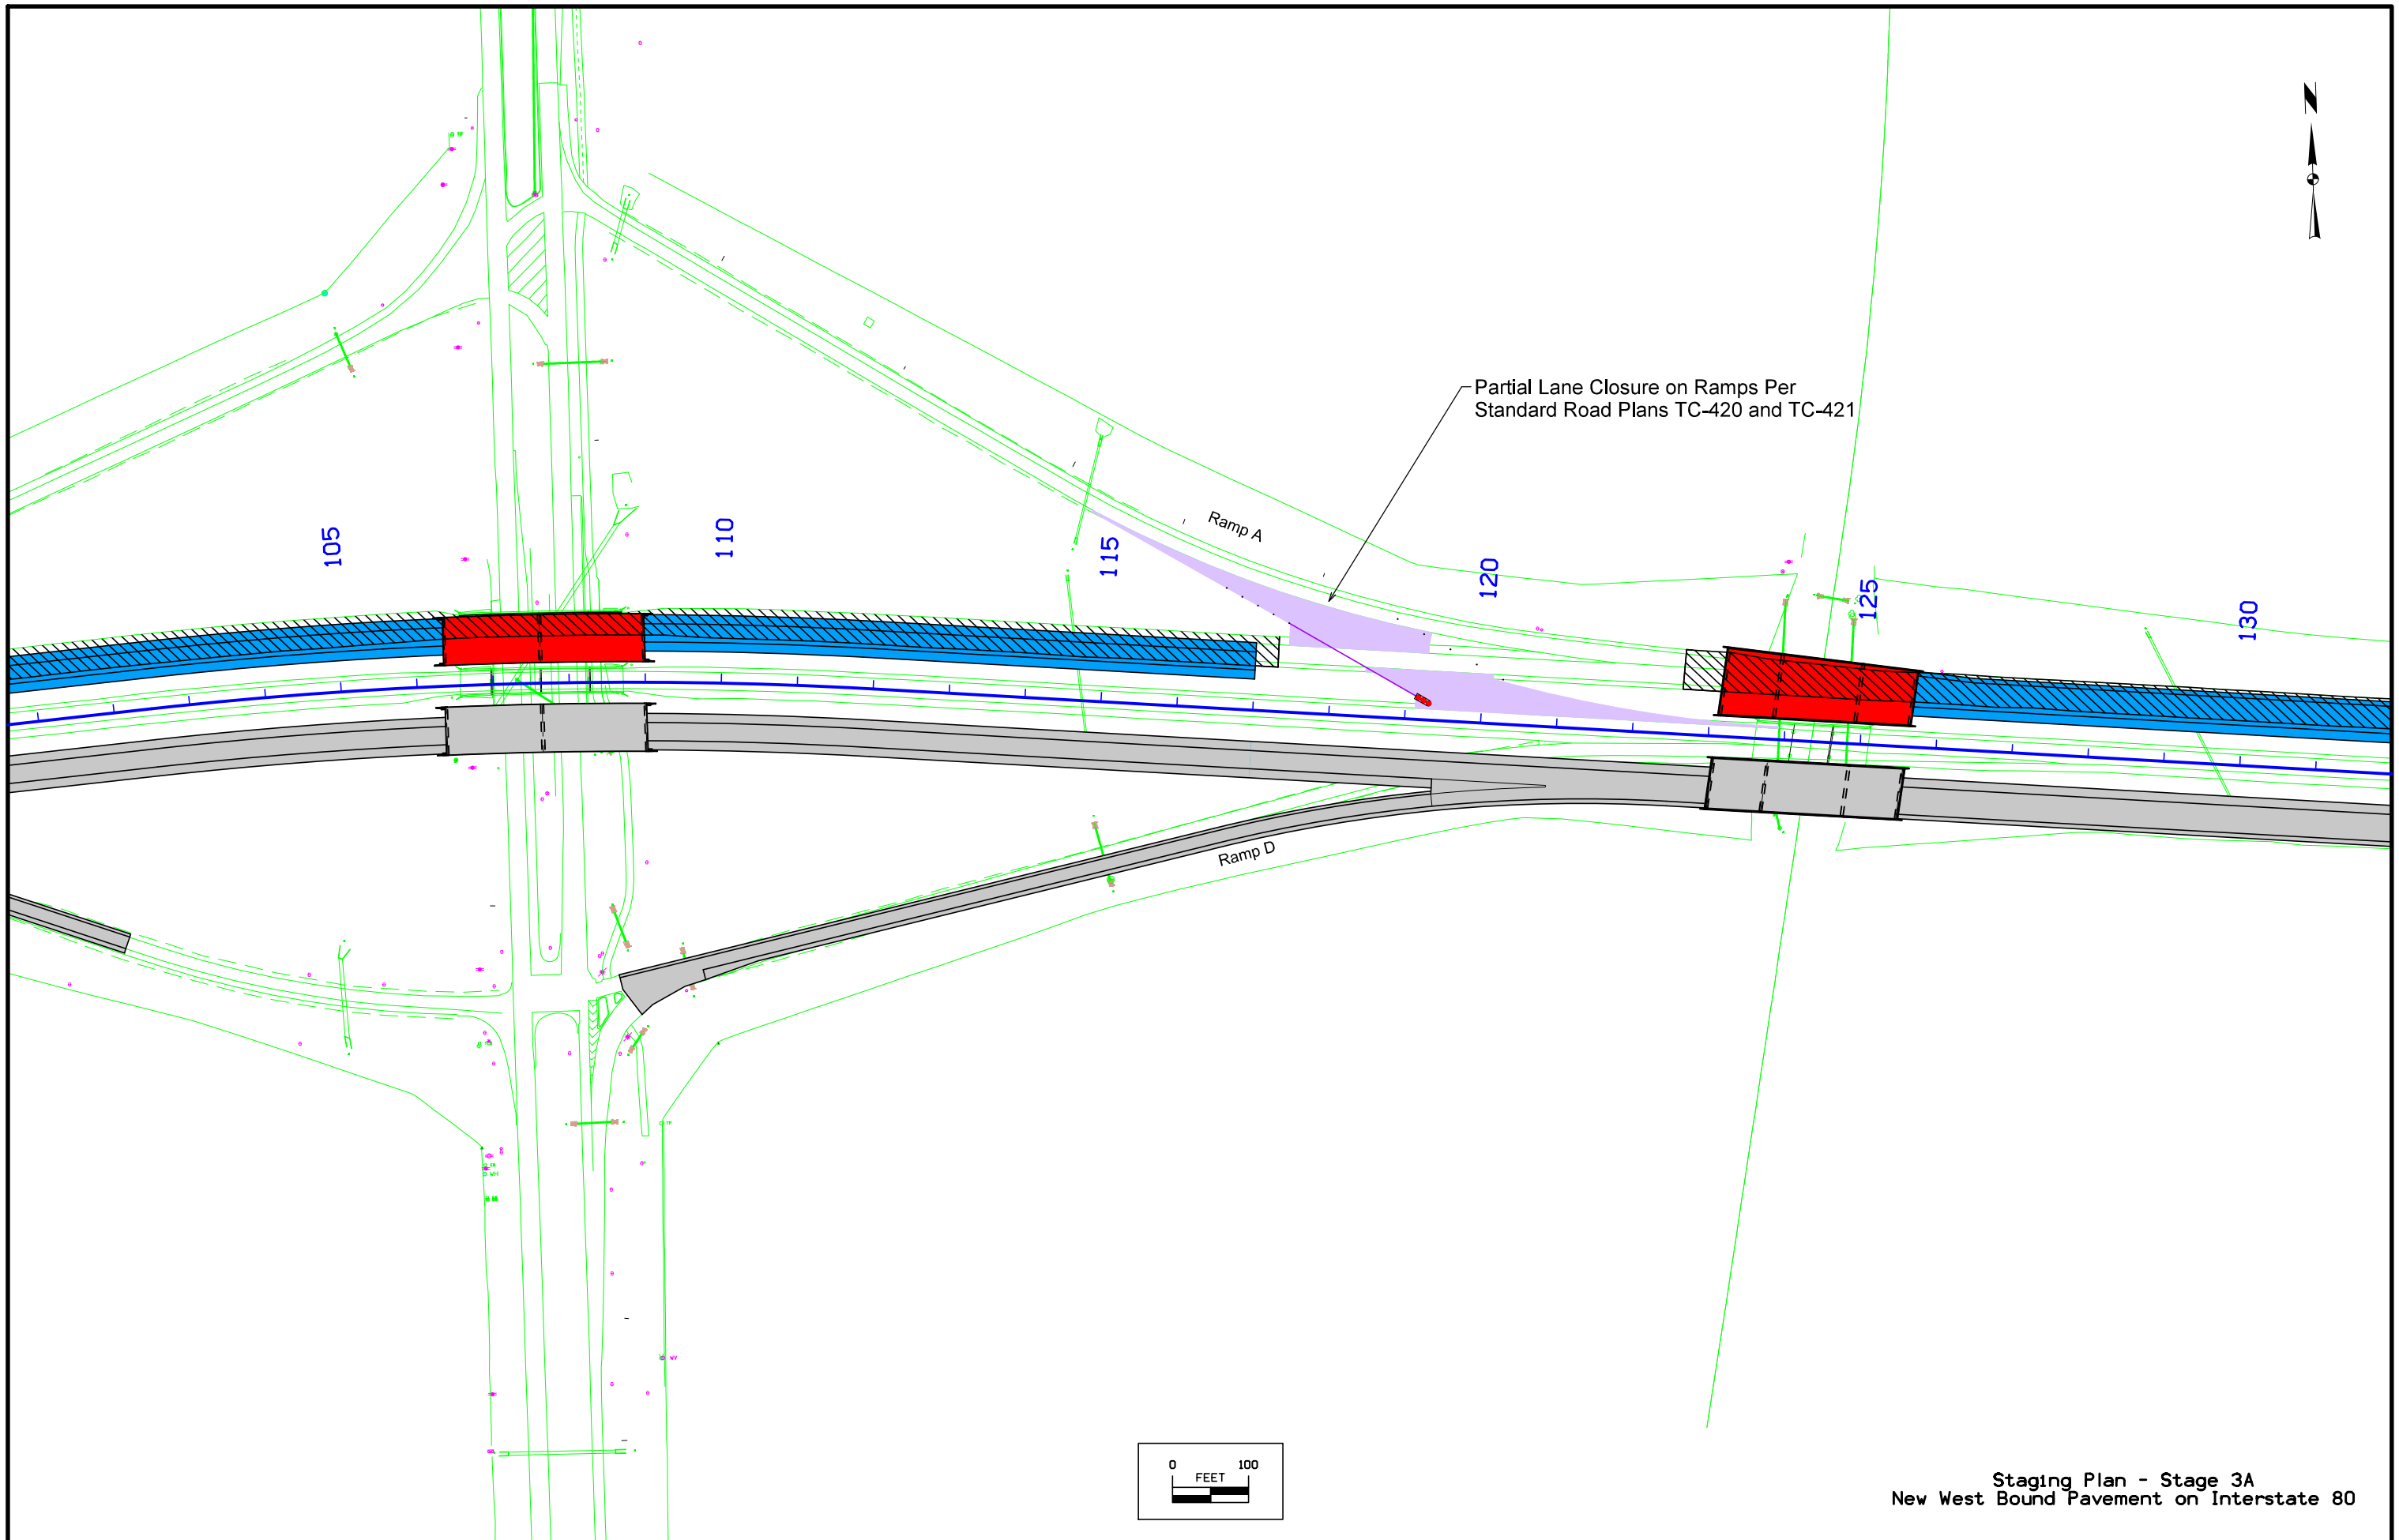 N
Partial Lane Closure on Ramps Per
Standard Road Plans TC-420 and TC-421
Ramp A
105
110
115
120
125
130
Ramp D
0 100
FEET
Staging Plan - Stage 3A
New West Bound Pavement on Interstate 80